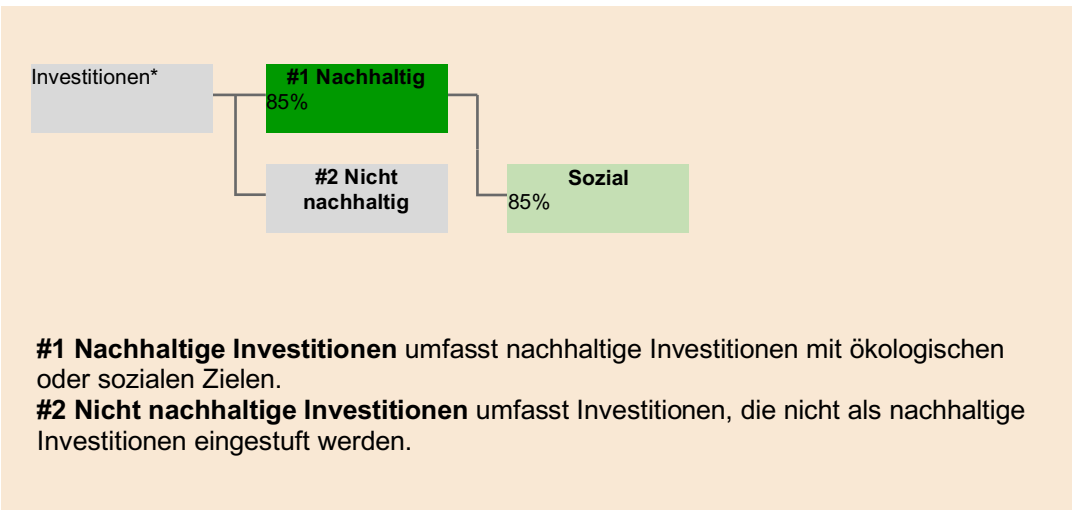 Investitionen*
#1 Nachhaltig
85%
#2 Nicht
nachhaltig
Sozial
85%
#1 Nachhaltige Investitionen umfasst nachhaltige Investitionen mit ökologischen
oder sozialen Zielen.
#2 Nicht nachhaltige Investitionen umfasst Investitionen, die nicht als nachhaltige
Investitionen eingestuft werden.